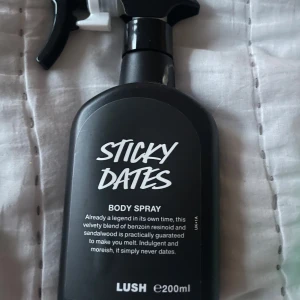 STICKY
DATES
BODY SPRAY
Already a legend in its own time, this
velvety blend of benzoin resinoid and
sandalwood is practically guaranteed
to make you melt. Indulgent and
moreish, it simply never dates.
LUSH ℮200ml